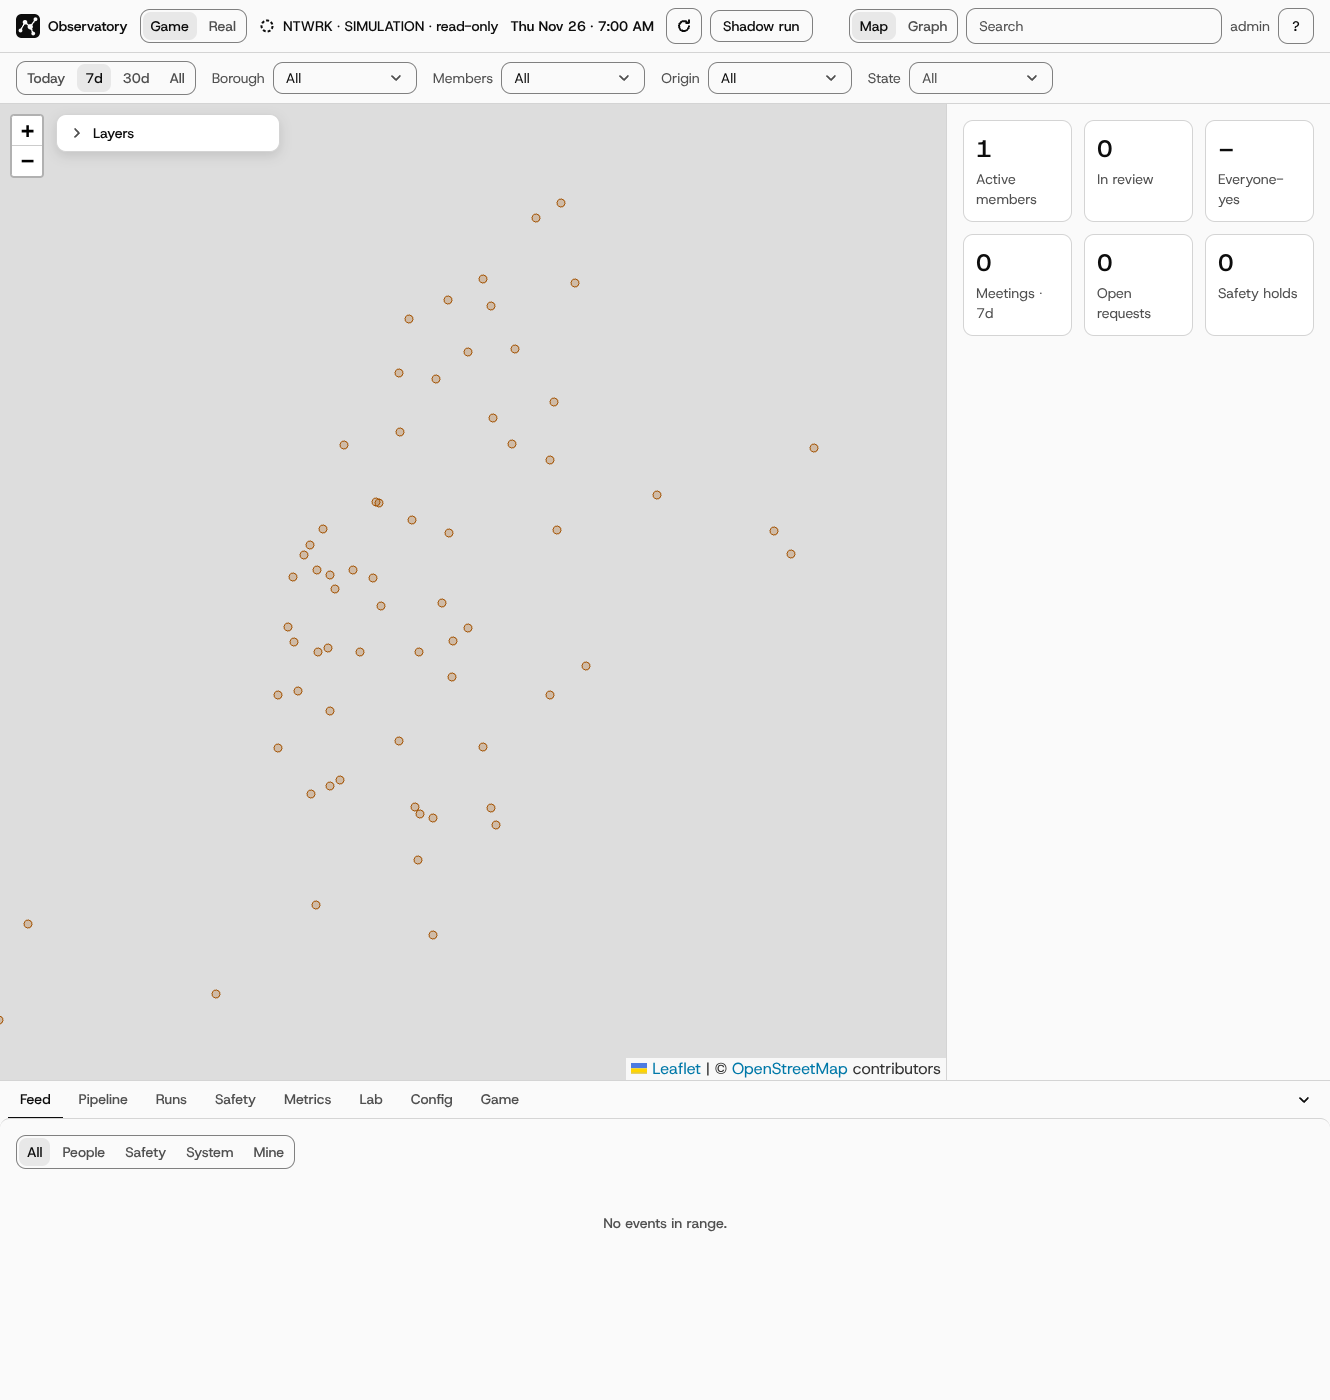 Observatory Game Real NTWRK · SIMULATION · read-only Thu Nov 26 · 7:00 AM Shadow run Map Graph Search admin ?
Today 7d 30d All Borough All Members All Origin All State All
+
−
Layers
1
Active members
0
In review
–
Everyone-yes
0
Meetings · 7d
0
Open requests
0
Safety holds
Leaflet | © OpenStreetMap contributors
Feed Pipeline Runs Safety Metrics Lab Config Game
All People Safety System Mine
No events in range.